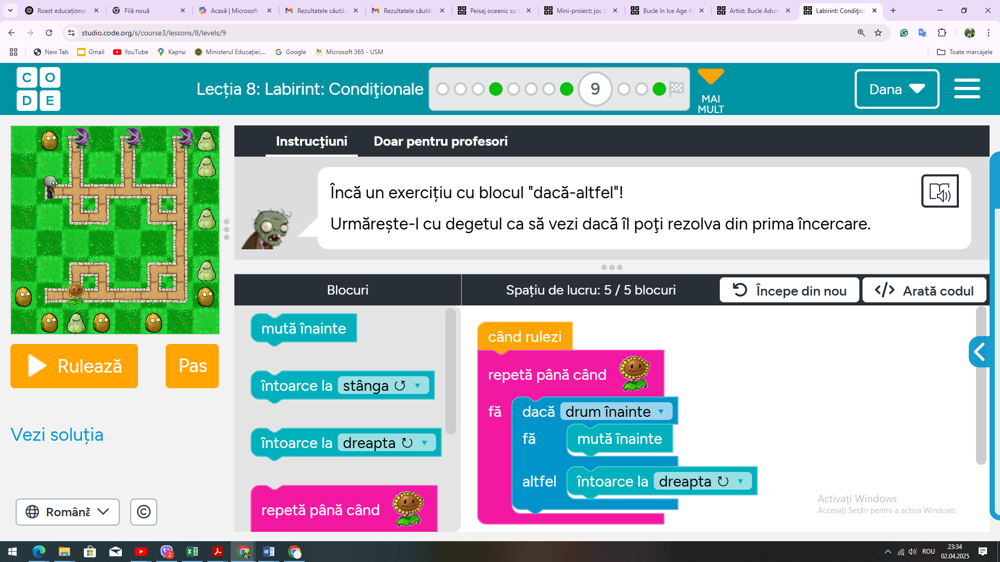 Roast educațional
Filă nouă
Acasă | Microsoft
Rezultatele căutăr
Rezultatele căutăr
Peisaj oceanic cu
Mini-proiect: joc
Bucle în Ice Age
Artist: Bucle Adun
Labirint: Condiţion
studio.code.org/s/course3/lessons/8/levels/9
New Tab
Gmail
YouTube
Карты
Ministerul Educației,...
Google
Microsoft 365 - USM
Toate marcajele
C O
D E
Lecția 8: Labirint: Condiţionale
9
MAI
MULT
Dana
Instrucţiuni
Doar pentru profesori
Încă un exercițiu cu blocul "dacă-altfel"!
Urmărește-l cu degetul ca să vezi dacă îl poţi rezolva din prima încercare.
Blocuri
Spațiu de lucru: 5 / 5 blocuri
Începe din nou
</> Arată codul
mută înainte
întoarce la stânga ↺
întoarce la dreapta ↻
repetă până când
când rulezi
repetă până când
fă
dacă drum înainte
fă
mută înainte
altfel
întoarce la dreapta ↻
Rulează
Pas
Vezi soluția
Română
©
Activați Windows
Accesați Setări pentru a activa Windows.
2
ROU
23:34
02.04.2025